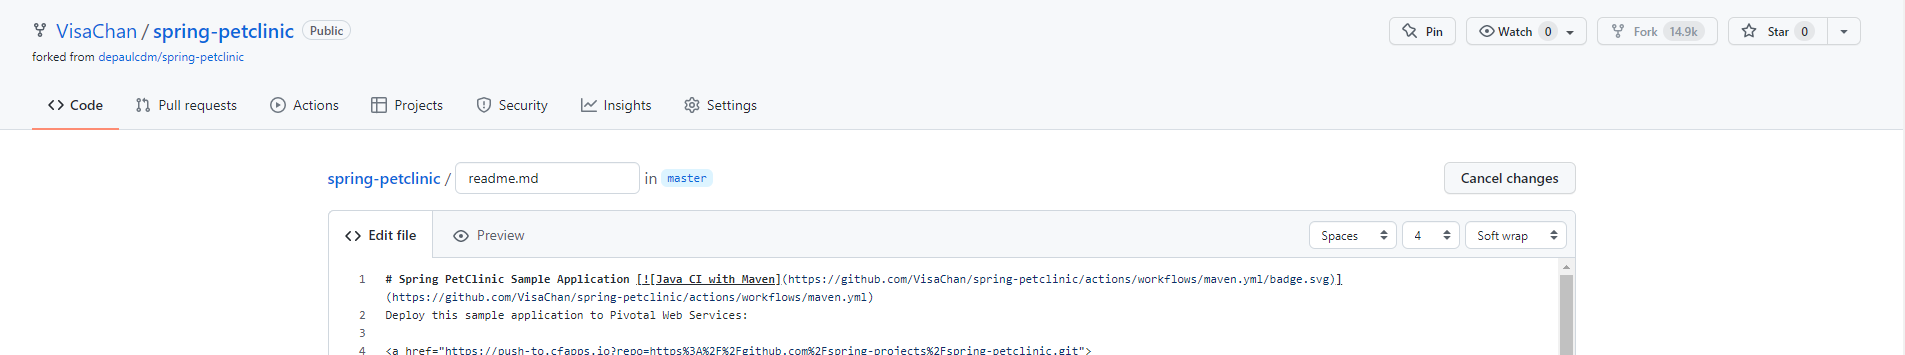 VisaChan / spring-petclinic Public
Pin Watch 0 Fork 14.9k Star 0
forked from depaulcdm/spring-petclinic
Code Pull requests Actions Projects Security Insights Settings
spring-petclinic / readme.md in master Cancel changes
Edit file Preview Spaces 4 Soft wrap
1 # Spring PetClinic Sample Application [![Java CI with Maven](https://github.com/VisaChan/spring-petclinic/actions/workflows/maven.yml/badge.svg)]
(https://github.com/VisaChan/spring-petclinic/actions/workflows/maven.yml)
2 Deploy this sample application to Pivotal Web Services:
3
4 <a href="https://push-to.cfapps.io?repo=https%3A%2F%2Fgithub.com%2Fspring-projects%2Fspring-petclinic.git">